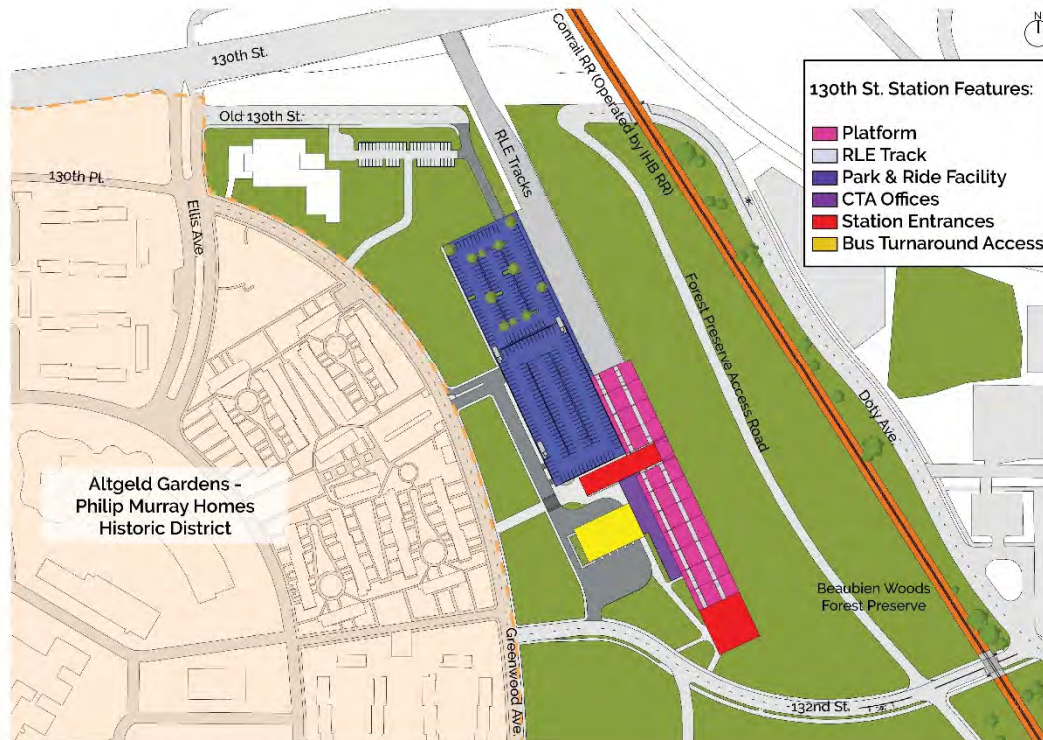 N
130th St.
Conrail RR (Operated by IHB RR)
130th St. Station Features:
Platform
RLE Track
Park & Ride Facility
CTA Offices
Station Entrances
Bus Turnaround Access
Old 130th St.
RLE Tracks
130th Pl.
Ellis Ave.
Forest Preserve Access Road
Doty Ave.
Altgeld Gardens -
Philip Murray Homes
Historic District
Beaubien Woods
Forest Preserve
Greenwood Ave.
132nd St.